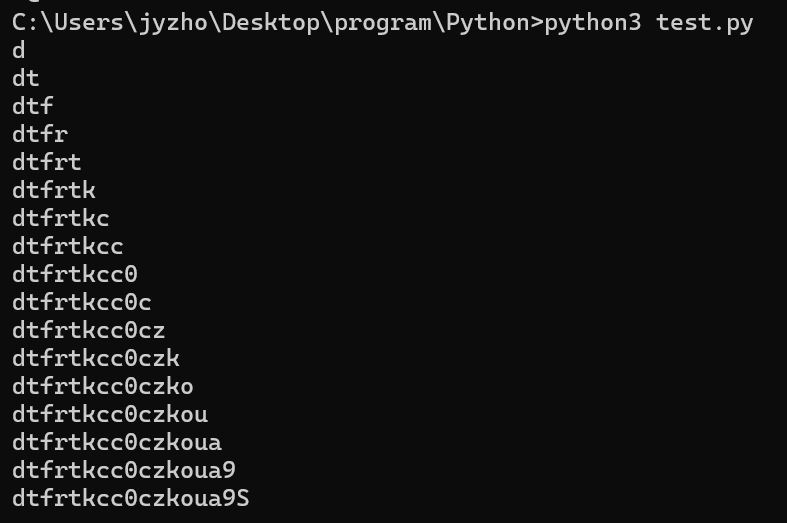 C:\Users\jyzho\Desktop\program\Python>python3 test.py
d
dt
dtf
dtfr
dtfrt
dtfrtk
dtfrtkc
dtfrtkcc
dtfrtkcc0
dtfrtkcc0c
dtfrtkcc0cz
dtfrtkcc0czk
dtfrtkcc0czko
dtfrtkcc0czkou
dtfrtkcc0czkoua
dtfrtkcc0czkoua9
dtfrtkcc0czkoua9S